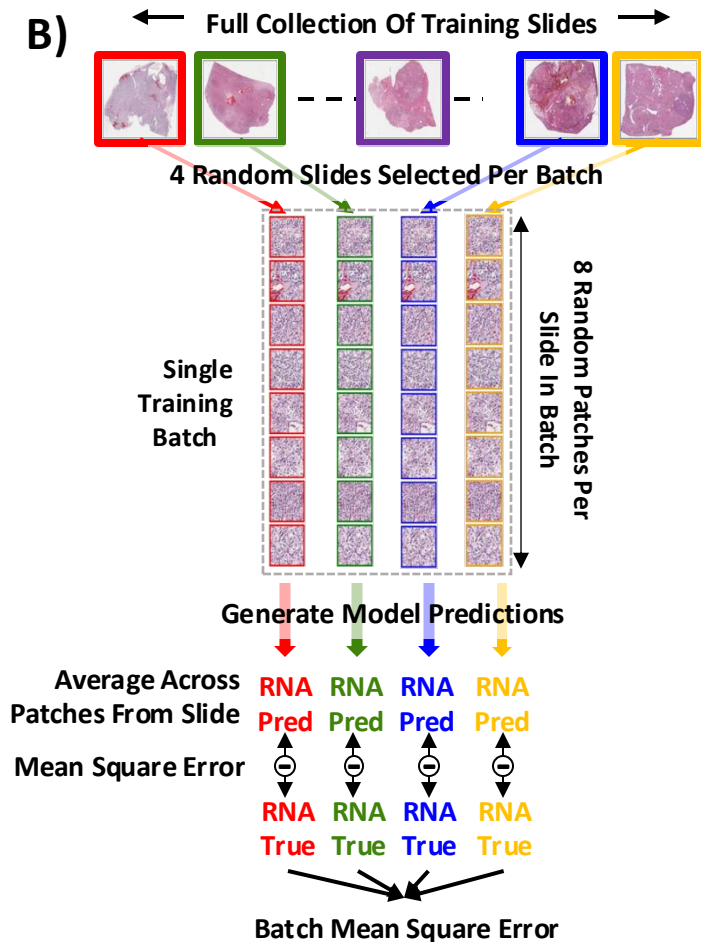 B)
Full Collection Of Training Slides
4 Random Slides Selected Per Batch
Single
Training
Batch
8 Random Patches Per
Slide In Batch
Generate Model Predictions
Average Across
Patches From Slide
RNA RNA RNA RNA
Pred Pred Pred Pred
Mean Square Error
RNA RNA RNA RNA
True True True True
Batch Mean Square Error